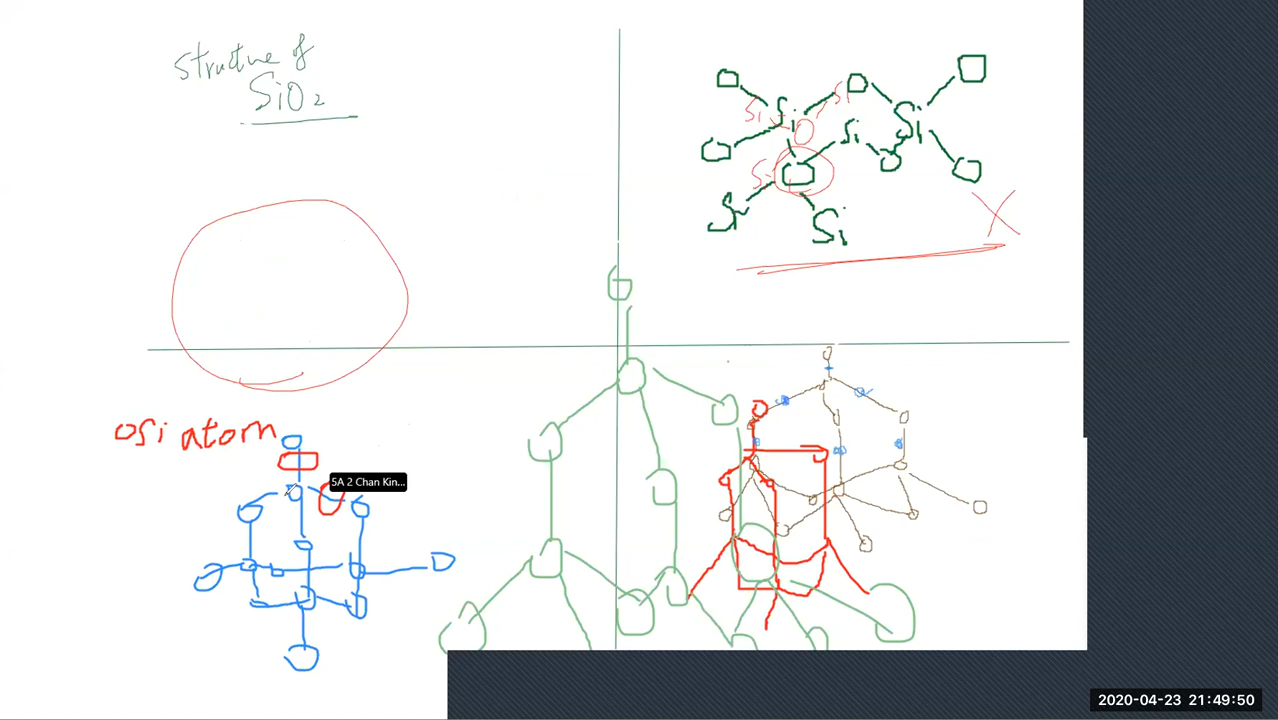 structure of
SiO2
Si
Si
Si
O
Si
Si
S
Si
Si
O Si atom
5A 2 Chan Kin...
2020-04-23 21:49:50